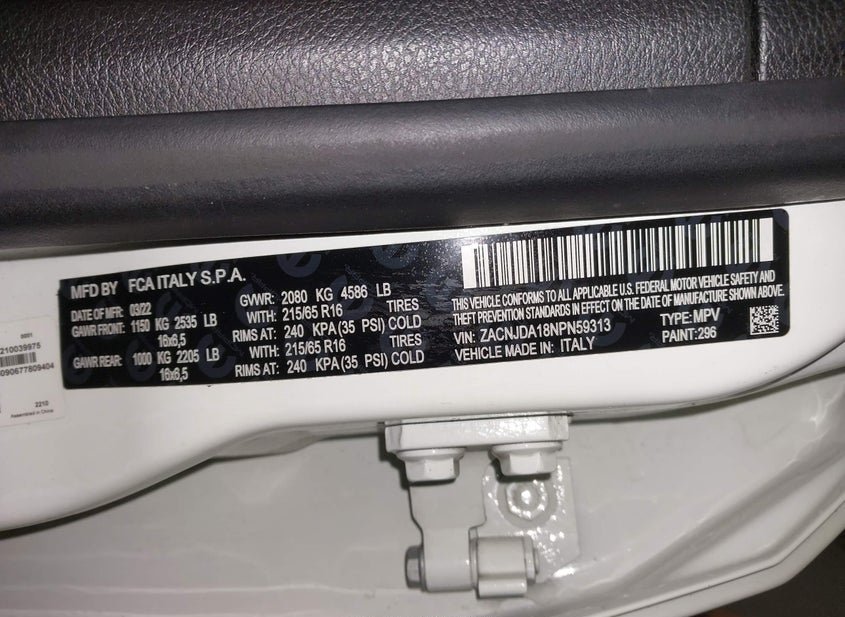 MFD BY FCA ITALY S.P.A.
DATE OF MFR: 03/22 GVWR: 2080 KG 4586 LB
GAWR FRONT: 1150 KG 2535 LB WITH: 215/65 R16 TIRES
16x6,5 RIMS AT: 240 KPA(35 PSI) COLD
GAWR REAR: 1000 KG 2205 LB WITH: 215/65 R16 TIRES
16x6,5 RIMS AT: 240 KPA(35 PSI) COLD
THIS VEHICLE CONFORMS TO ALL APPLICABLE U.S. FEDERAL MOTOR VEHICLE SAFETY AND
THEFT PREVENTION STANDARDS IN EFFECT ON THE DATE OF MANUFACTURE SHOWN ABOVE.
VIN: ZACNJDA18NPN59313 TYPE: MPV
VEHICLE MADE IN: ITALY PAINT: 296
0001
210039975
090677809404
2210
Assembled in China